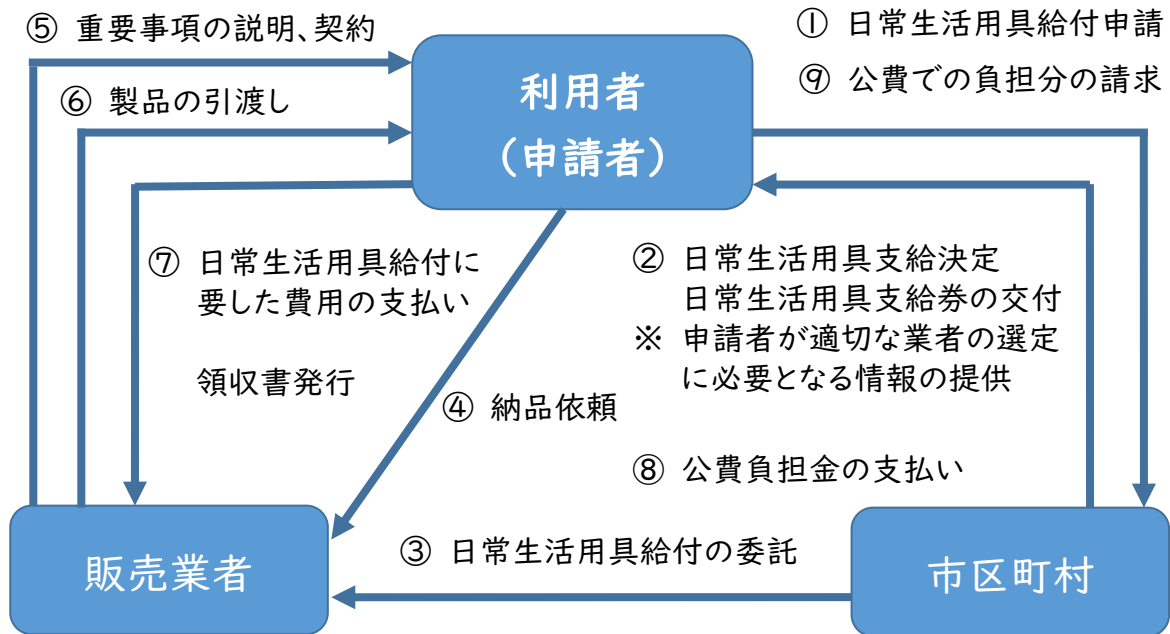 ⑤ 重要事項の説明、契約
① 日常生活用具給付申請
⑨ 公費での負担分の請求
⑥ 製品の引渡し
利用者
（申請者）
⑦ 日常生活用具給付に
要した費用の支払い
領収書発行
② 日常生活用具支給決定
日常生活用具支給券の交付
※ 申請者が適切な業者の選定
に必要となる情報の提供
④ 納品依頼
⑧ 公費負担金の支払い
③ 日常生活用具給付の委託
販売業者
市区町村